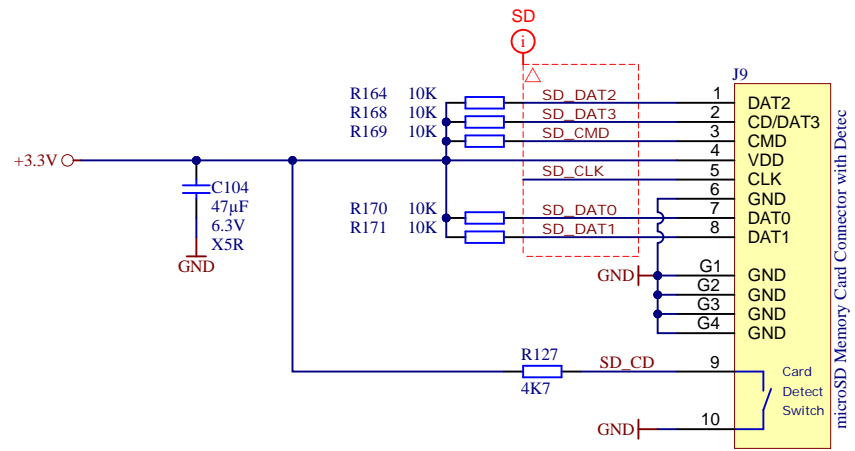 SD
i
J9
R164 10K SD_DAT2 1 DAT2
R168 10K SD_DAT3 2 CD/DAT3
R169 10K SD_CMD 3 CMD
+3.3V 4 VDD
SD_CLK 5 CLK
6 GND
C104
47µF
6.3V
X5R
GND
R170 10K SD_DAT0 7 DAT0
R171 10K SD_DAT1 8 DAT1
GND G1 GND
G2 GND
G3 GND
G4 GND
R127
4K7
SD_CD 9
Card
Detect
Switch
GND 10
microSD Memory Card Connector with Detec